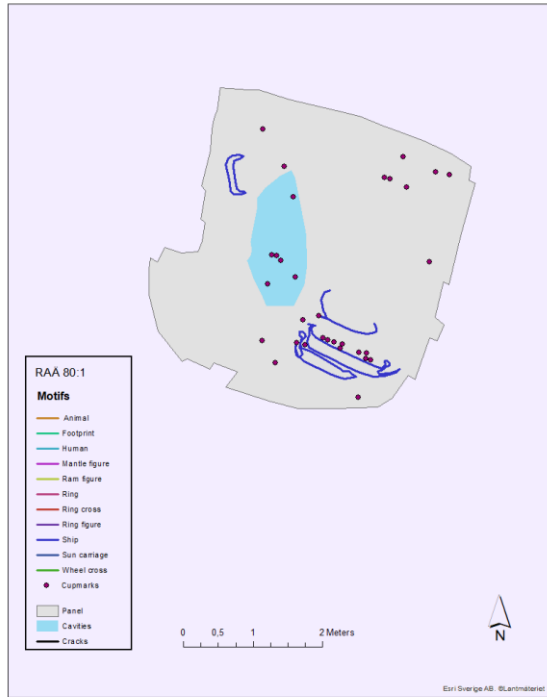 RAÄ 80:1
Motifs
Animal
Footprint
Human
Mantle figure
Ram figure
Ring
Ring cross
Ring figure
Ship
Sun carriage
Wheel cross
Cupmarks
Panel
Cavities
Cracks
0 0,5 1 2 Meters
N
Esri Sverige AB. ©Lantmäteriet